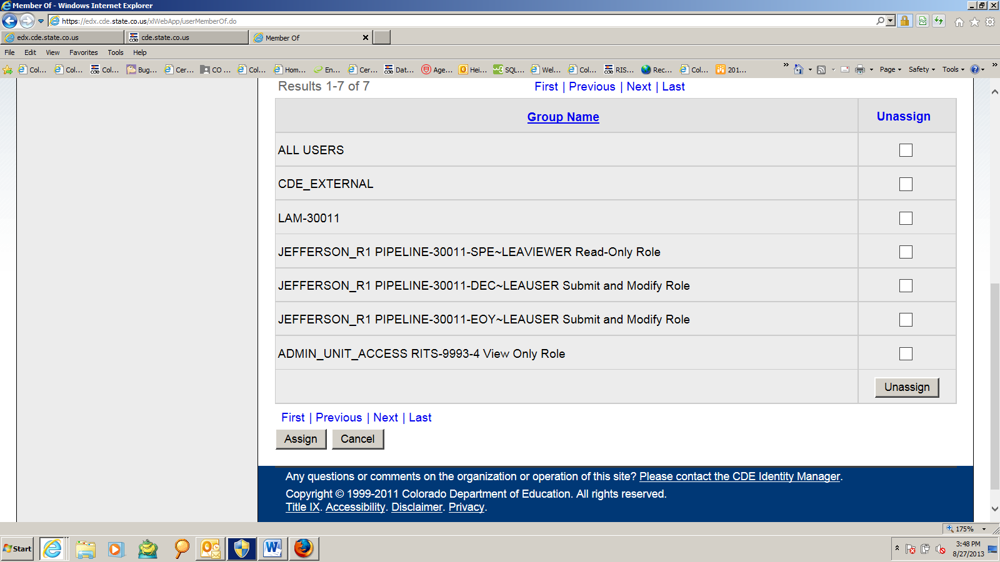 Member Of - Windows Internet Explorer
https://edx.cde.state.co.us/xlWebApp/userMemberOf.do
edx.cde.state.co.us cde.state.co.us Member Of
File Edit View Favorites Tools Help
Col... Col... Col... Bug... Cer... CO ... Col... Hom... En... Cer... Dat... Age... Hei... SQL... Wel... Col... RIS... Rec... Col... 201... » Page Safety Tools »
Results 1-7 of 7 First | Previous | Next | Last
Group Name Unassign
ALL USERS
CDE_EXTERNAL
LAM-30011
JEFFERSON_R1 PIPELINE-30011-SPE~LEAVIEWER Read-Only Role
JEFFERSON_R1 PIPELINE-30011-DEC~LEAUSER Submit and Modify Role
JEFFERSON_R1 PIPELINE-30011-EOY~LEAUSER Submit and Modify Role
ADMIN_UNIT_ACCESS RITS-9993-4 View Only Role
Unassign
First | Previous | Next | Last
Assign Cancel
Any questions or comments on the organization or operation of this site? Please contact the CDE Identity Manager.
Copyright © 1999-2011 Colorado Department of Education. All rights reserved.
Title IX. Accessibility. Disclaimer. Privacy.
175%
Start 3:48 PM
8/27/2013